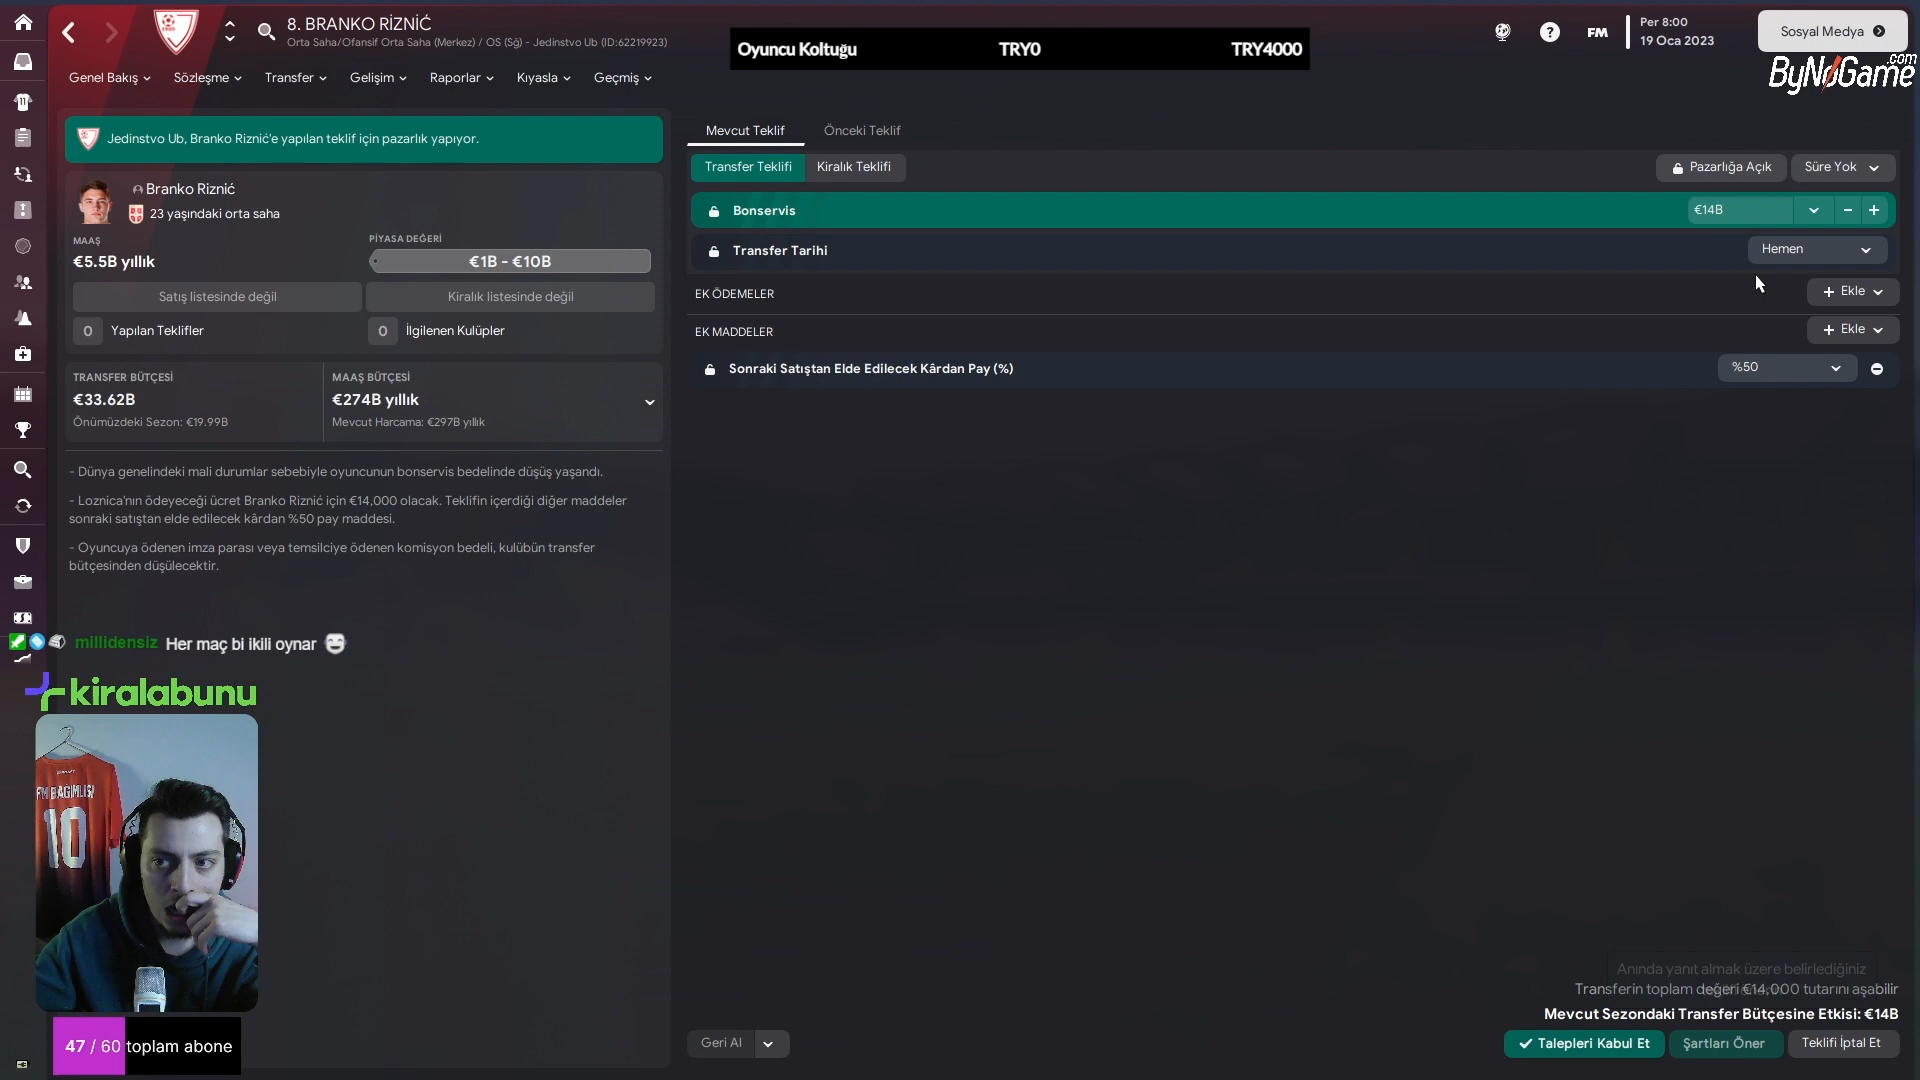 8. BRANKO RİZNİĆ
Orta Saha/Ofansif Orta Saha (Merkez) / OS (Sğ) - Jedinstvo Ub (ID:62219923)
Oyuncu Koltuğu TRY0 TRY4000
FM
Per 8:00
19 Oca 2023
Sosyal Medya
ByNoGame.com
Genel Bakış Sözleşme Transfer Gelişim Raporlar Kıyasla Geçmiş
Jedinstvo Ub, Branko Riznić'e yapılan teklif için pazarlık yapıyor.
Branko Riznić
23 yaşındaki orta saha
MAAŞ
€5.5B yıllık
PİYASA DEĞERİ
€1B - €10B
Satış listesinde değil
Kiralık listesinde değil
0 Yapılan Teklifler
0 İlgilenen Kulüpler
TRANSFER BÜTÇESİ
€33.62B
Önümüzdeki Sezon: €19.99B
MAAŞ BÜTÇESİ
€274B yıllık
Mevcut Harcama: €297B yıllık
- Dünya genelindeki mali durumlar sebebiyle oyuncunun bonservis bedelinde düşüş yaşandı.
- Loznica'nın ödeyeceği ücret Branko Riznić için €14,000 olacak. Teklifin içerdiği diğer maddeler
sonraki satıştan elde edilecek kârdan %50 pay maddesi.
- Oyuncuya ödenen imza parası veya temsilciye ödenen komisyon bedeli, kulübün transfer
bütçesinden düşülecektir.
millidensiz Her maç bi ikili oynar
kiralabunu
FM BAĞIMLISI
10
47 / 60 toplam abone
Mevcut Teklif Önceki Teklif
Transfer Teklifi Kiralık Teklifi
Pazarlığa Açık Süre Yok
Bonservis €14B
Transfer Tarihi Hemen
EK ÖDEMELER Ekle
EK MADDELER Ekle
Sonraki Satıştan Elde Edilecek Kârdan Pay (%) %50
Anında yanıt almak üzere belirlediğiniz
Transferin toplam değeri €14,000 tutarını aşabilir
Mevcut Sezondaki Transfer Bütçesine Etkisi: €14B
Geri Al
Talepleri Kabul Et Şartları Öner Teklifi İptal Et